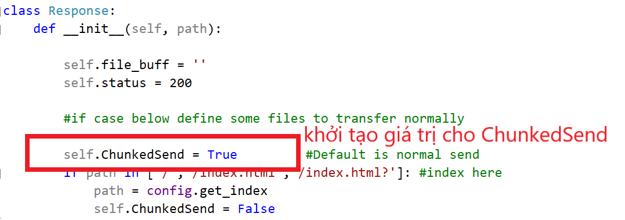 class Response:
def __init__(self, path):
self.file_buff = ''
self.status = 200
#if case below define some files to transfer normally
khởi tạo giá trị cho ChunkedSend
self.ChunkedSend = True #Default is normal send
if path in ['/', '/index.html', '/index.html?']: #index here
path = config.get_index
self.ChunkedSend = False